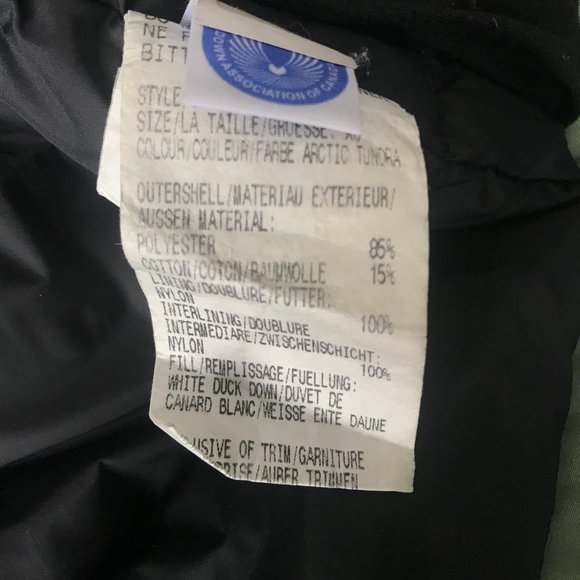 NE
BITT
DOWN ASSOCIATION OF CANADA
STYLE
SIZE/LA TAILLE/GROESSE:
COLOUR/COULEUR/FARBE ARCTIC TUNDRA
OUTERSHELL/MATERIAU EXTERIEUR/
AUSSEN MATERIAL:
POLYESTER 85%
COTTON/COTON/BAUMWOLLE 15%
LINING/DOUBLURE/FUTTER:
NYLON 100%
INTERLINING/DOUBLURE
INTERMEDIARE/ZWISCHENSCHICHT:
NYLON 100%
FILL/REMPLISSAGE/FUELLUNG:
WHITE DUCK DOWN/DUVET DE
CANARD BLANC/WEISSE ENTE DAUNE
USIVE OF TRIM/GARNITURE